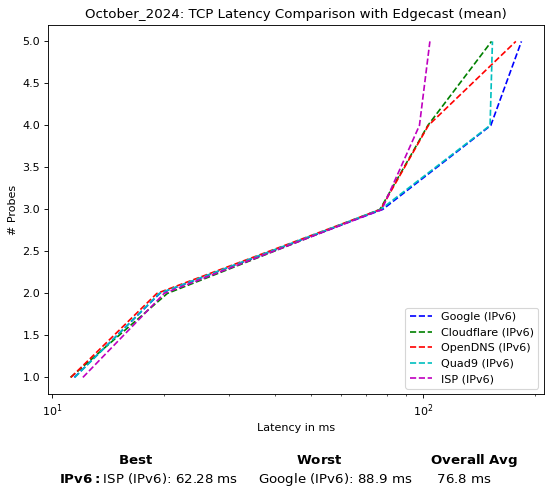 October_2024: TCP Latency Comparison with Edgecast (mean)
5.0
4.5
4.0
3.5
3.0
2.5
2.0
1.5
1.0
# Probes
10¹
10²
Latency in ms
Google (IPv6)
Cloudflare (IPv6)
OpenDNS (IPv6)
Quad9 (IPv6)
ISP (IPv6)
Best Worst Overall Avg
IPv6: ISP (IPv6): 62.28 ms Google (IPv6): 88.9 ms 76.8 ms